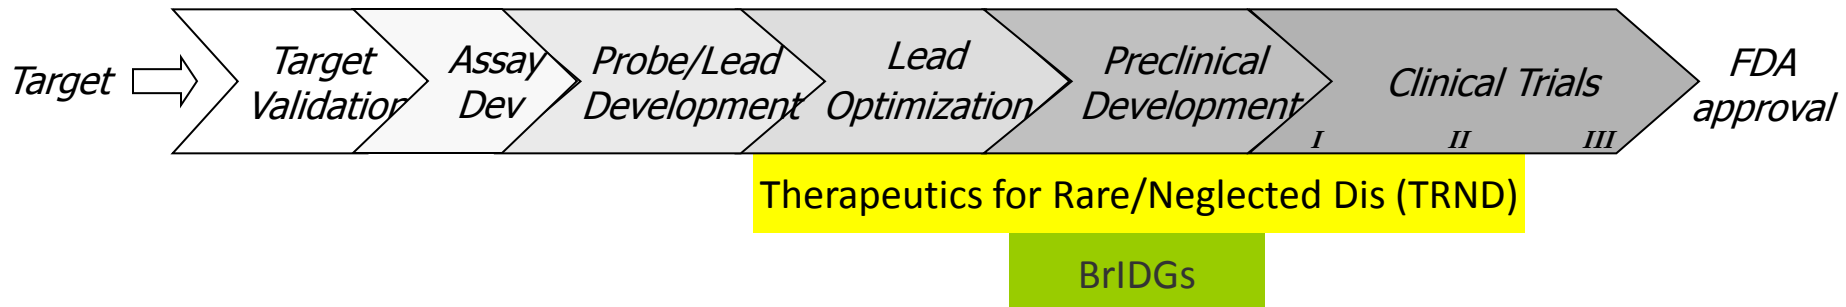 Target
Target
Validation
Assay
Dev
Probe/Lead
Development
Lead
Optimization
Preclinical
Development
Clinical Trials
I II III
FDA
approval
Therapeutics for Rare/Neglected Dis (TRND)
BrIDGs